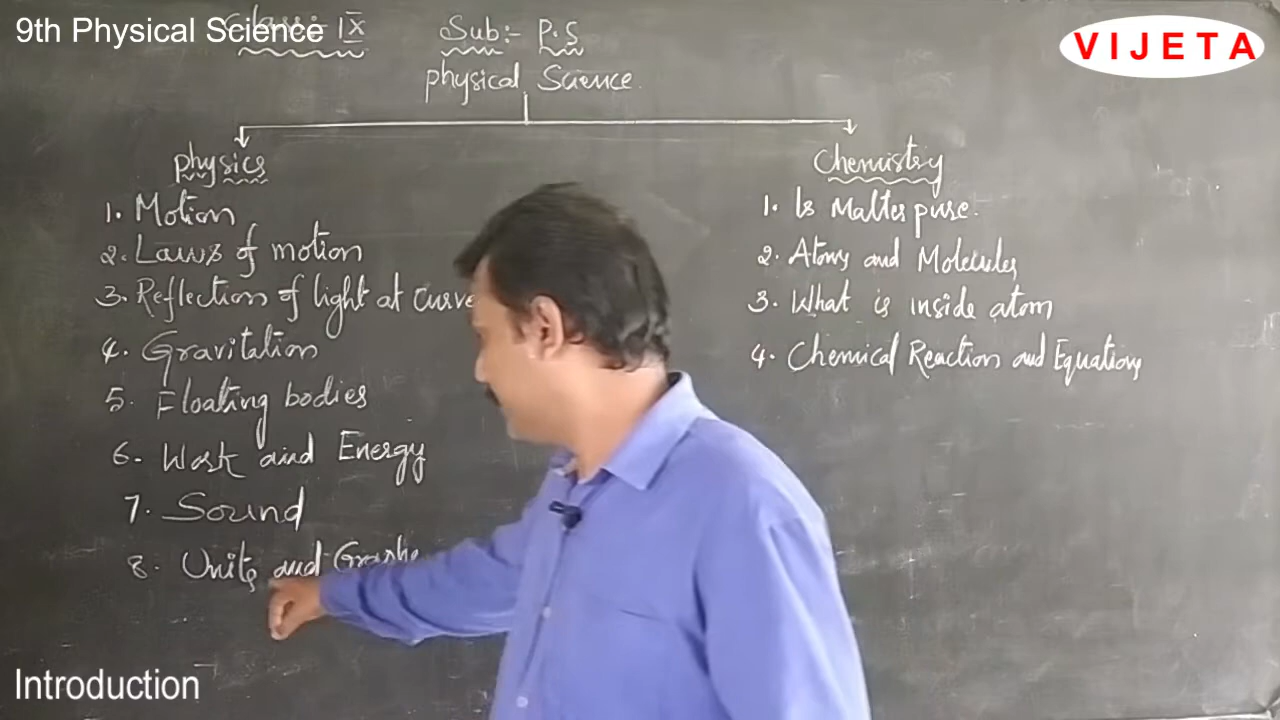 9th Physical Science
Class:- IX
Sub:- P.S
VIJETA
physical Science.
physics
1. Motion
2. Laws of motion
3. Reflection of light at curve
4. Gravitation
5. Floating bodies
6. Work and Energy
7. Sound
8. Units and Graphs
Chemistry
1. Is Matter pure.
2. Atoms and Molecules
3. What is inside atom
4. Chemical Reaction and Equations
Introduction